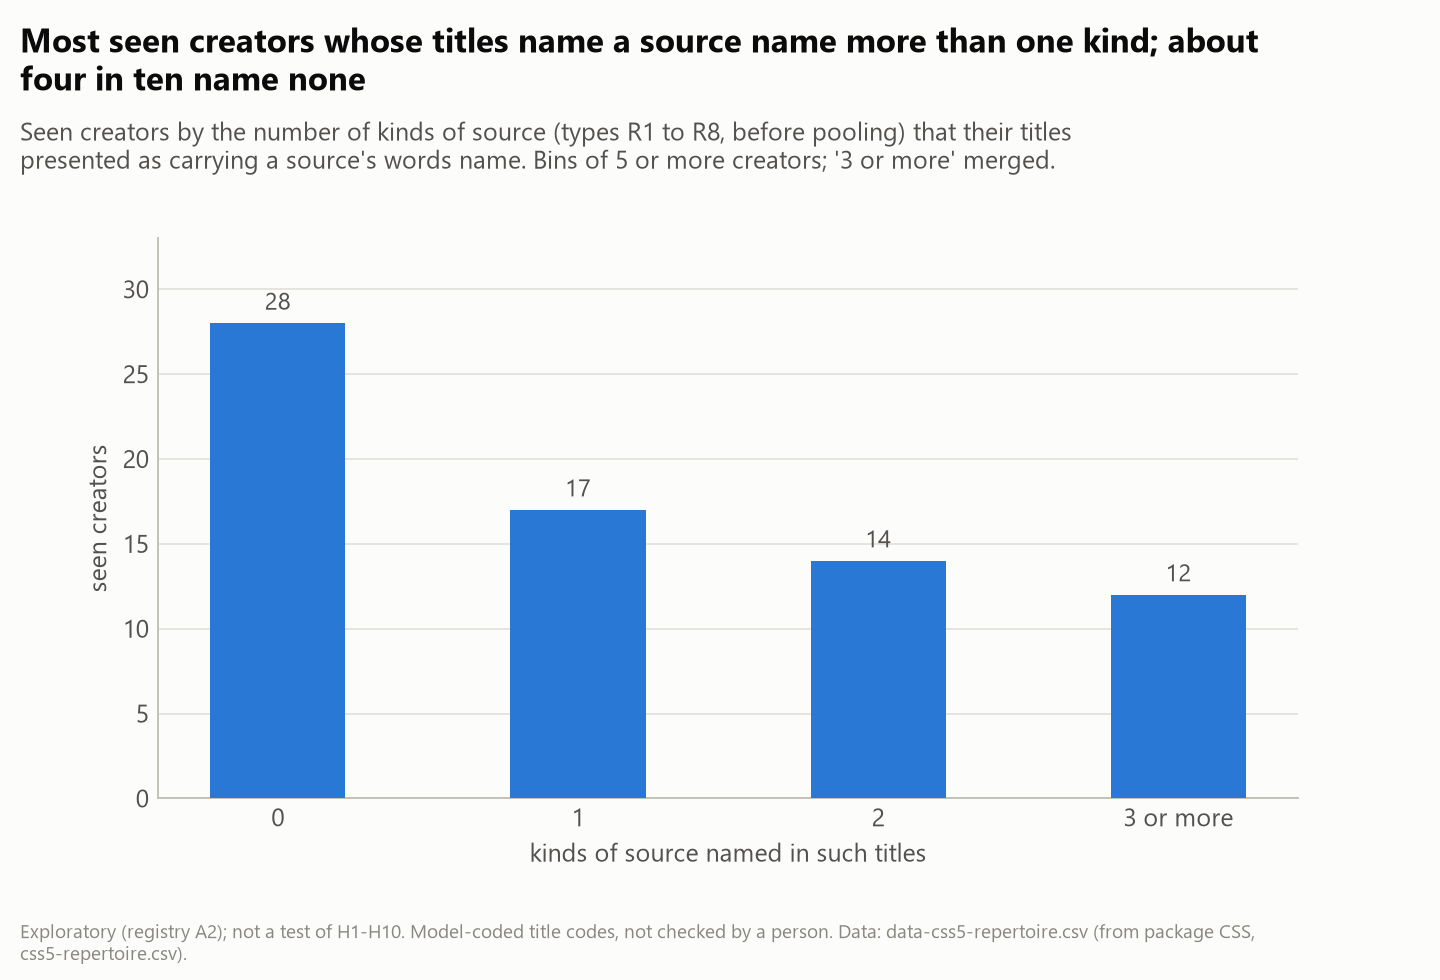 Most seen creators whose titles name a source name more than one kind; about
four in ten name none
Seen creators by the number of kinds of source (types R1 to R8, before pooling) that their titles
presented as carrying a source's words name. Bins of 5 or more creators; '3 or more' merged.
30
25
20
15
10
5
0
seen creators
28
17
14
12
0
1
2
3 or more
kinds of source named in such titles
Exploratory (registry A2); not a test of H1-H10. Model-coded title codes, not checked by a person. Data: data-css5-repertoire.csv (from package CSS,
css5-repertoire.csv).